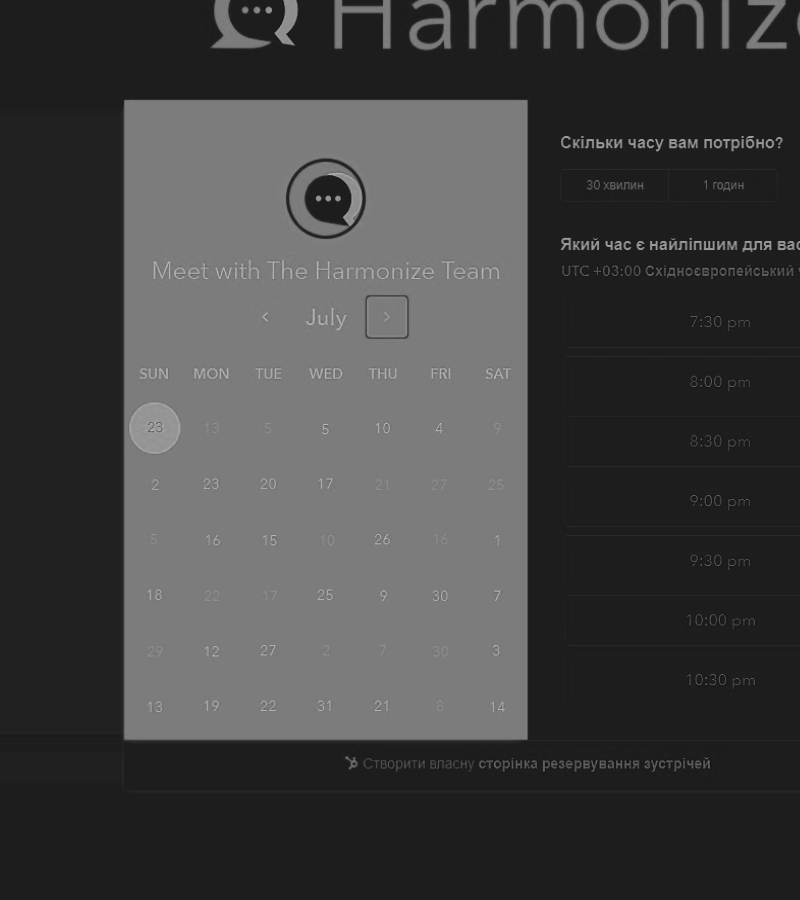 Harmoniz
Meet with The Harmonize Team
July
SUN MON TUE WED THU FRI SAT
23 13 5 5 10 4 9
2 23 20 17 21 27 25
5 16 15 10 26 16 1
18 22 17 25 9 30 7
29 12 27 2 7 30 3
13 19 22 31 21 8 14
Скільки часу вам потрібно?
30 хвилин 1 годин
Який час є найліпшим для вас
UTC +03:00 Східноєвропейський
7:30 pm
8:00 pm
8:30 pm
9:00 pm
9:30 pm
10:00 pm
10:30 pm
Створити власну сторінка резервування зустрічей